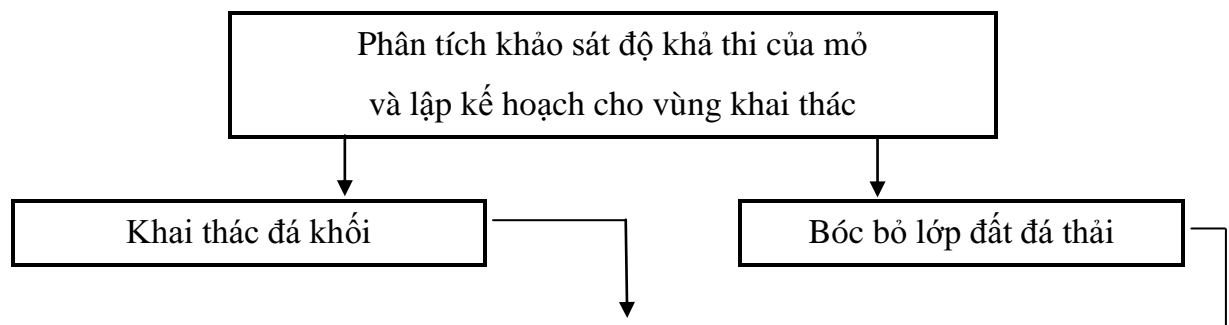 Phân tích khảo sát độ khả thi của mỏ
và lập kế hoạch cho vùng khai thác
Khai thác đá khối
Bóc bỏ lớp đất đá thải